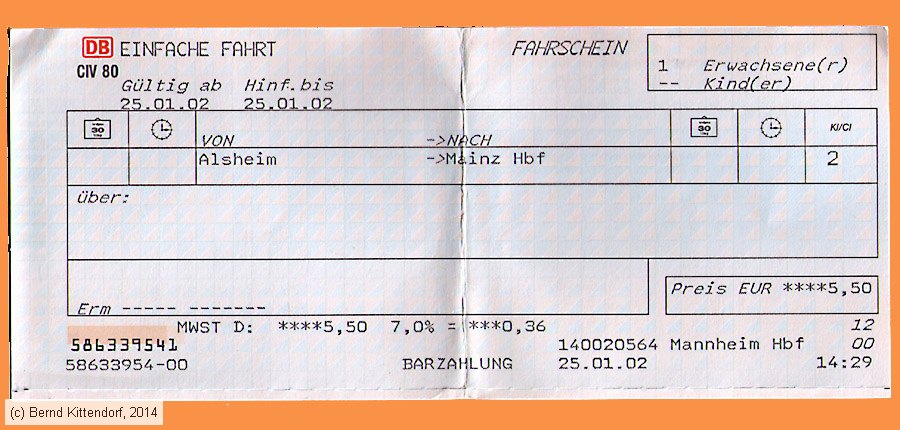 DB EINFACHE FAHRT FAHRSCHEIN
CIV 80
1 Erwachsene(r)
-- Kind(er)
Gültig ab Hinf.bis
25.01.02 25.01.02
30 30 Kl/Cl
VON ->NACH
Alsheim ->Mainz Hbf 2
über:
Preis EUR ****5,50
Erm ----- -------
MWST D: ****5,50 7,0% = ***0,36 12
586339541 140020564 Mannheim Hbf 00
58633954-00 BARZAHLUNG 25.01.02 14:29
(c) Bernd Kittendorf, 2014